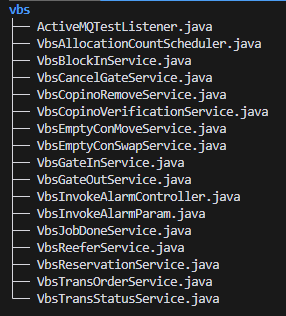 vbs
├── ActiveMQTestListener.java
├── VbsAllocationCountScheduler.java
├── VbsBlockInService.java
├── VbsCancelGateService.java
├── VbsCopinoRemoveService.java
├── VbsCopinoVerificationService.java
├── VbsEmptyConMoveService.java
├── VbsEmptyConSwapService.java
├── VbsGateInService.java
├── VbsGateOutService.java
├── VbsInvokeAlarmController.java
├── VbsInvokeAlarmParam.java
├── VbsJobDoneService.java
├── VbsReeferService.java
├── VbsReservationService.java
├── VbsTransOrderService.java
└── VbsTransStatusService.java